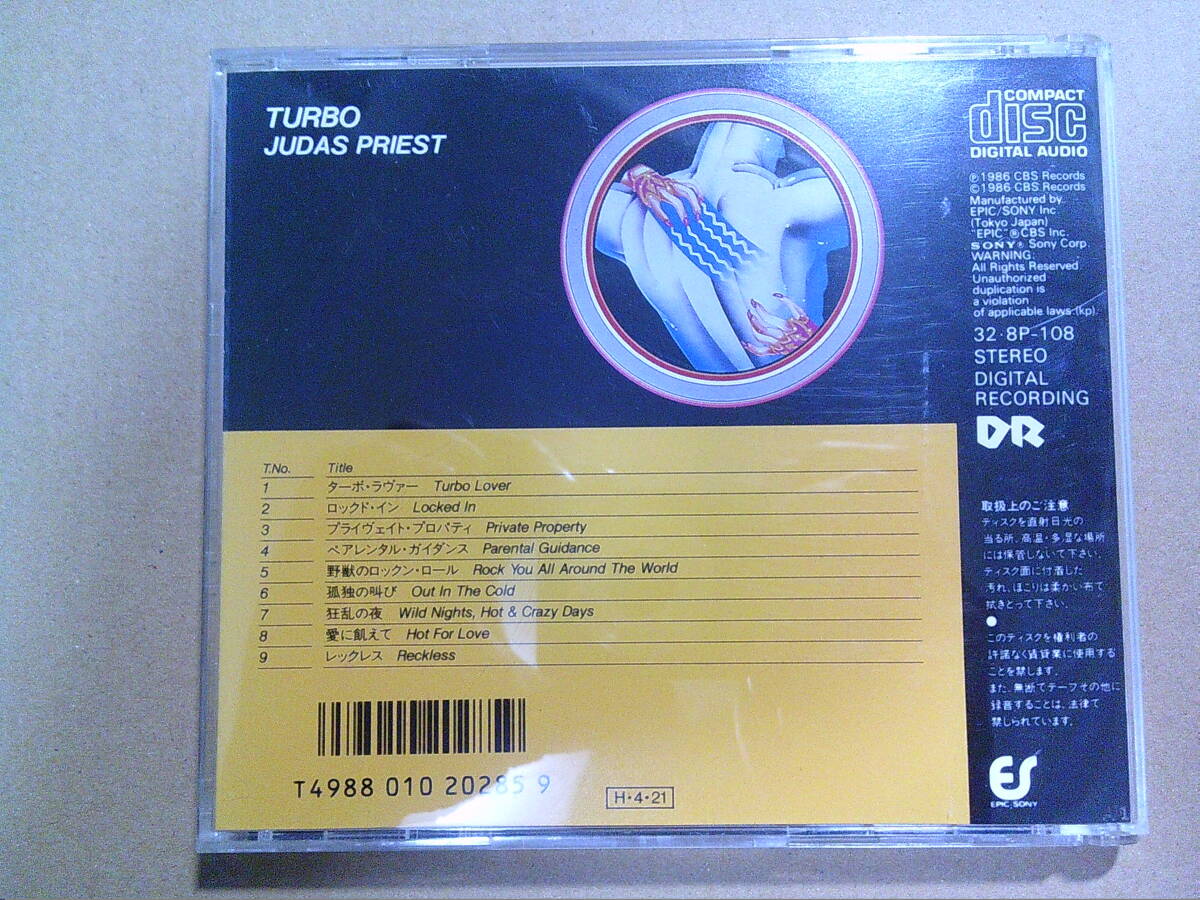 TURBO
JUDAS PRIEST
COMPACT
disc
DIGITAL AUDIO
Ⓟ1986 CBS Records
©1986 CBS Records
Manufactured by
EPIC/SONY Inc
(Tokyo Japan)
"EPIC" ® CBS Inc.
SONY® Sony Corp.
WARNING:
All Rights Reserved
Unauthorized
duplication is
a violation
of applicable laws.(kp).
32・8P-108
STEREO
DIGITAL
RECORDING
DR
T.No. Title
1 ターボ・ラヴァー Turbo Lover
2 ロックド・イン Locked In
3 プライヴェイト・プロパティ Private Property
4 ペアレンタル・ガイダンス Parental Guidance
5 野獣のロックン・ロール Rock You All Around The World
6 孤独の叫び Out In The Cold
7 狂乱の夜 Wild Nights, Hot & Crazy Days
8 愛に飢えて Hot For Love
9 レックレス Reckless
T4988 010 20285 9
H・4・21
取扱上のご注意
ディスクを直射日光の
当る所、高温・多湿な場所
には保管しないで下さい。
ディスク面に付着した
汚れ、ほこりは柔かい布で
拭きとって下さい。
●
このディスクを権利者の
許諾なく賃貸業に使用する
ことを禁します。
また、無断でテープその他に
録音することは、法律で
禁じられています。
ES
EPIC/SONY